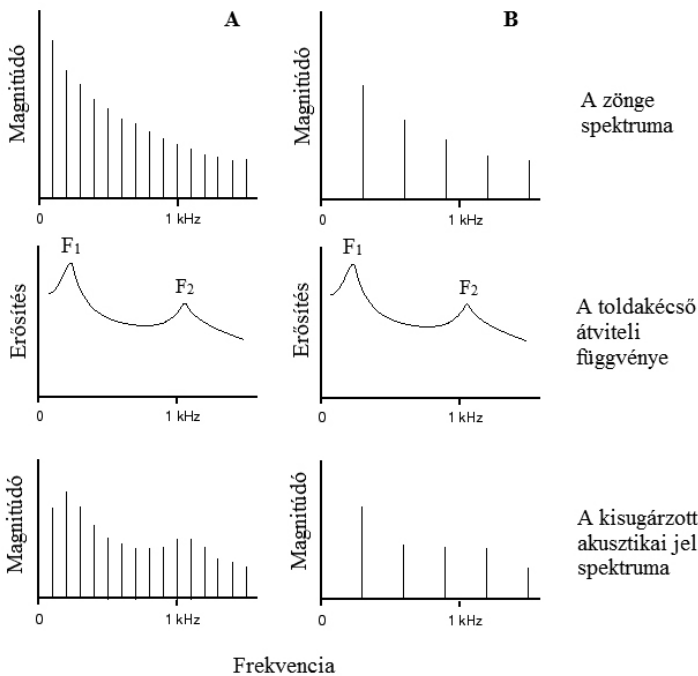 A
B
Magnitúdó
Magnitúdó
A zönge
spektruma
0
1 kHz
0
1 kHz
F1
F2
F1
F2
Erősítés
Erősítés
A toldakécső
átviteli
függvénye
0
1 kHz
0
1 kHz
Magnitúdó
Magnitúdó
A kisugárzott
akusztikai jel
spektruma
0
1 kHz
0
1 kHz
Frekvencia